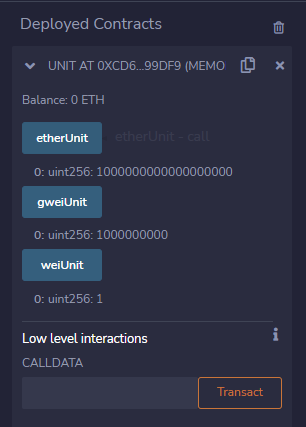 Deployed Contracts
UNIT AT 0XCD6...99DF9 (MEMO
Balance: 0 ETH
etherUnit
etherUnit - call
0: uint256: 1000000000000000000
gweiUnit
0: uint256: 1000000000
weiUnit
0: uint256: 1
Low level interactions
CALLDATA
Transact